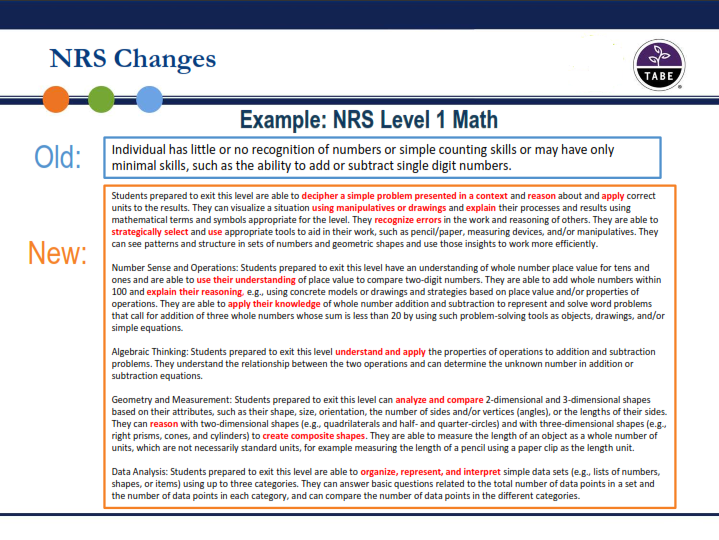 NRS Changes
TABE
Example: NRS Level 1 Math
Old:
Individual has little or no recognition of numbers or simple counting skills or may have only
minimal skills, such as the ability to add or subtract single digit numbers.
New:
Students prepared to exit this level are able to decipher a simple problem presented in a context and reason about and apply correct
units to the results. They can visualize a situation using manipulatives or drawings and explain their processes and results using
mathematical terms and symbols appropriate for the level. They recognize errors in the work and reasoning of others. They are able to
strategically select and use appropriate tools to aid in their work, such as pencil/paper, measuring devices, and/or manipulatives. They
can see patterns and structure in sets of numbers and geometric shapes and use those insights to work more efficiently.
Number Sense and Operations: Students prepared to exit this level have an understanding of whole number place value for tens and
ones and are able to use their understanding of place value to compare two-digit numbers. They are able to add whole numbers within
100 and explain their reasoning, e.g., using concrete models or drawings and strategies based on place value and/or properties of
operations. They are able to apply their knowledge of whole number addition and subtraction to represent and solve word problems
that call for addition of three whole numbers whose sum is less than 20 by using such problem-solving tools as objects, drawings, and/or
simple equations.
Algebraic Thinking: Students prepared to exit this level understand and apply the properties of operations to addition and subtraction
problems. They understand the relationship between the two operations and can determine the unknown number in addition or
subtraction equations.
Geometry and Measurement: Students prepared to exit this level can analyze and compare 2-dimensional and 3-dimensional shapes
based on their attributes, such as their shape, size, orientation, the number of sides and/or vertices (angles), or the lengths of their sides.
They can reason with two-dimensional shapes (e.g., quadrilaterals and half- and quarter-circles) and with three-dimensional shapes (e.g.,
right prisms, cones, and cylinders) to create composite shapes. They are able to measure the length of an object as a whole number of
units, which are not necessarily standard units, for example measuring the length of a pencil using a paper clip as the length unit.
Data Analysis: Students prepared to exit this level are able to organize, represent, and interpret simple data sets (e.g., lists of numbers,
shapes, or items) using up to three categories. They can answer basic questions related to the total number of data points in a set and
the number of data points in each category, and can compare the number of data points in the different categories.